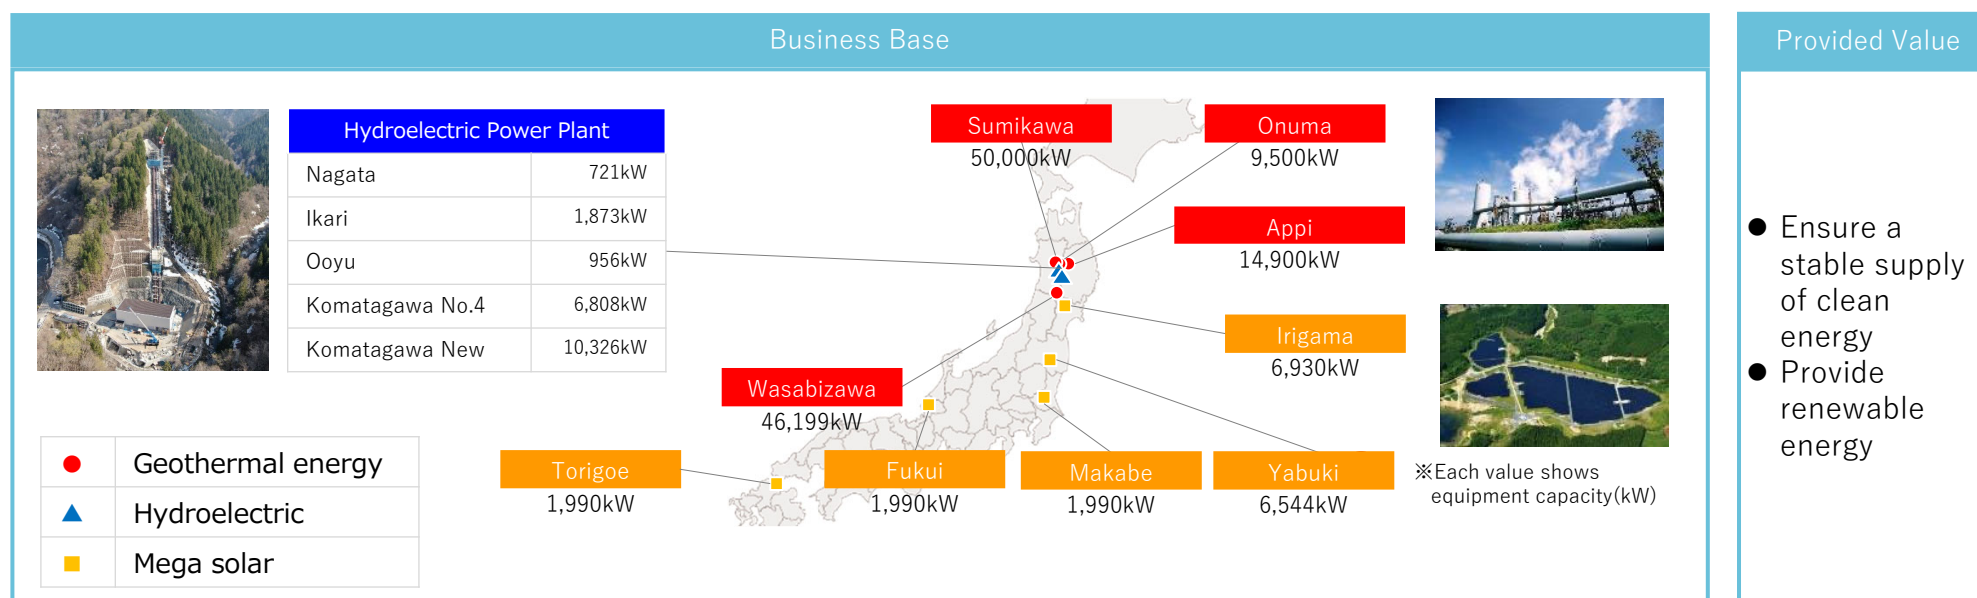 Business Base
Hydroelectric Power Plant
Nagata 721kW
Ikari 1,873kW
Ooyu 956kW
Komatagawa No.4 6,808kW
Komatagawa New 10,326kW
Geothermal energy
Hydroelectric
Mega solar
Sumikawa
50,000kW
Onuma
9,500kW
Appi
14,900kW
Irigama
6,930kW
Wasabizawa
46,199kW
Torigoe
1,990kW
Fukui
1,990kW
Makabe
1,990kW
Yabuki
6,544kW
※Each value shows
equipment capacity(kW)
Provided Value
● Ensure a
stable supply
of clean
energy
● Provide
renewable
energy